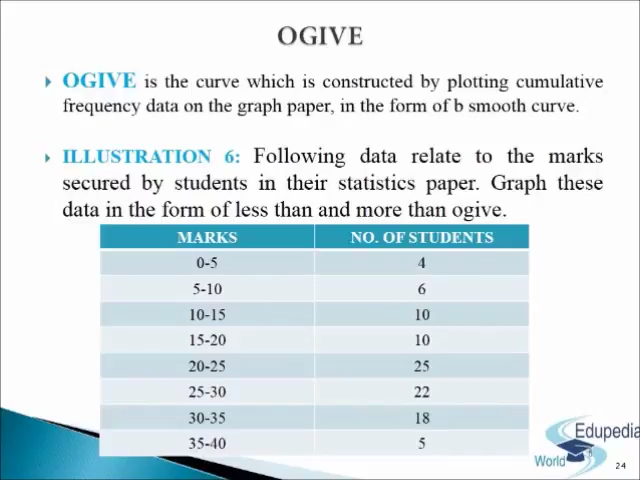 OGIVE
OGIVE is the curve which is constructed by plotting cumulative
frequency data on the graph paper, in the form of b smooth curve.
ILLUSTRATION 6: Following data relate to the marks
secured by students in their statistics paper. Graph these
data in the form of less than and more than ogive.
MARKS NO. OF STUDENTS
0-5 4
5-10 6
10-15 10
15-20 10
20-25 25
25-30 22
30-35 18
35-40 5
Edupedia
World
24